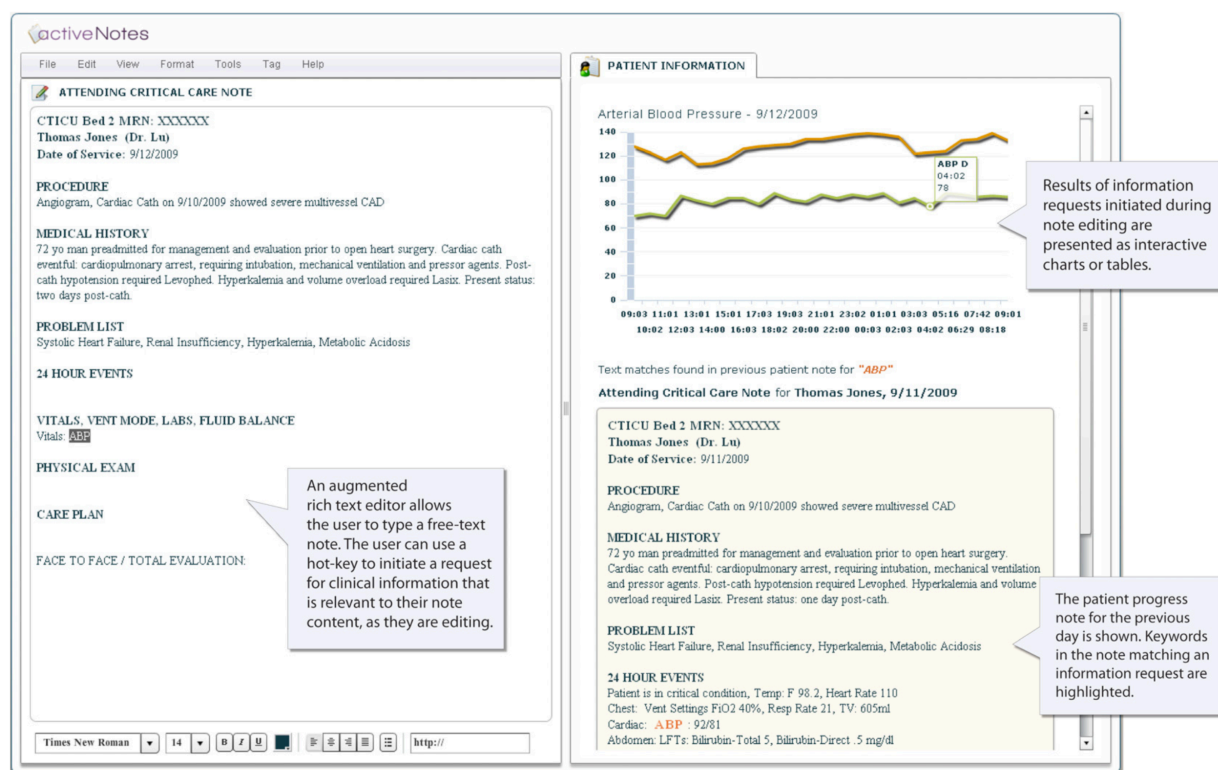 activeNotes
File Edit View Format Tools Tag Help
ATTENDING CRITICAL CARE NOTE
CTICU Bed 2 MRN: XXXXXX
Thomas Jones (Dr. Lu)
Date of Service: 9/12/2009
PROCEDURE
Angiogram, Cardiac Cath on 9/10/2009 showed severe multivessel CAD
MEDICAL HISTORY
72 yo man preadmitted for management and evaluation prior to open heart surgery. Cardiac cath
eventful: cardiopulmonary arrest, requiring intubation, mechanical ventilation and pressor agents. Post-
cath hypotension required Levophed. Hyperkalemia and volume overload required Lasix. Present status:
two days post-cath.
PROBLEM LIST
Systolic Heart Failure, Renal Insufficiency, Hyperkalemia, Metabolic Acidosis
24 HOUR EVENTS
VITALS, VENT MODE, LABS, FLUID BALANCE
Vitals: ABP
PHYSICAL EXAM
CARE PLAN
FACE TO FACE / TOTAL EVALUATION:
An augmented
rich text editor allows
the user to type a free-text
note. The user can use a
hot-key to initiate a request
for clinical information that
is relevant to their note
content, as they are editing.
Times New Roman 14 B I U http://
PATIENT INFORMATION
Arterial Blood Pressure - 9/12/2009
140
120
100
80
60
40
20
0
ABP D
04:02
78
09:03 11:01 13:01 15:01 17:03 19:03 21:01 23:02 01:01 03:03 05:16 07:42 09:01
10:02 12:03 14:00 16:03 18:02 20:00 22:00 00:03 02:03 04:02 06:29 08:18
Results of information
requests initiated during
note editing are
presented as interactive
charts or tables.
Text matches found in previous patient note for "ABP"
Attending Critical Care Note for Thomas Jones, 9/11/2009
CTICU Bed 2 MRN: XXXXXX
Thomas Jones (Dr. Lu)
Date of Service: 9/11/2009
PROCEDURE
Angiogram, Cardiac Cath on 9/10/2009 showed severe multivessel CAD
MEDICAL HISTORY
72 yo man preadmitted for management and evaluation prior to open heart surgery.
Cardiac cath eventful: cardiopulmonary arrest, requiring intubation, mechanical ventilation
and pressor agents. Post-cath hypotension required Levophed. Hyperkalemia and volume
overload required Lasix. Present status: one day post-cath.
PROBLEM LIST
Systolic Heart Failure, Renal Insufficiency, Hyperkalemia, Metabolic Acidosis
24 HOUR EVENTS
Patient is in critical condition, Temp: F 98.2, Heart Rate 110
Chest: Vent Settings FiO2 40%, Resp Rate 21, TV: 605ml
Cardiac: ABP : 92/81
Abdomen: LFTs: Bilirubin-Total 5, Bilirubin-Direct .5 mg/dl
The patient progress
note for the previous
day is shown. Keywords
in the note matching an
information request are
highlighted.